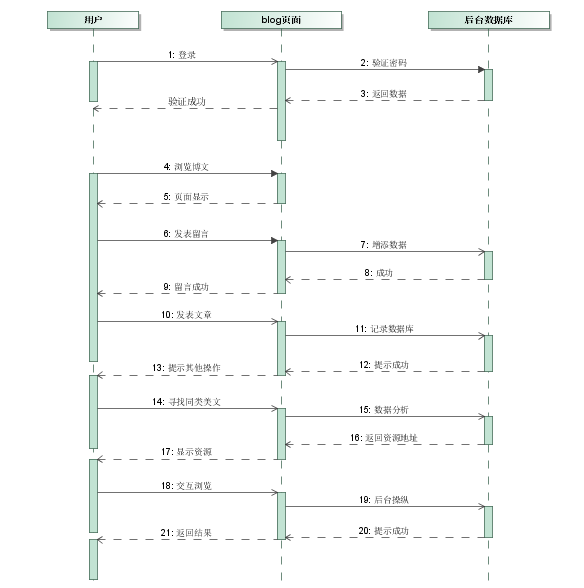 用户
blog页面
后台数据库
1: 登录
2: 验证密码
3: 返回数据
验证成功
4: 浏览博文
5: 页面显示
6: 发表留言
7: 增添数据
8: 成功
9: 留言成功
10: 发表文章
11: 记录数据库
12: 提示成功
13: 提示其他操作
14: 寻找同类美文
15: 数据分析
16: 返回资源地址
17: 显示资源
18: 交互浏览
19: 后台操纵
20: 提示成功
21: 返回结果